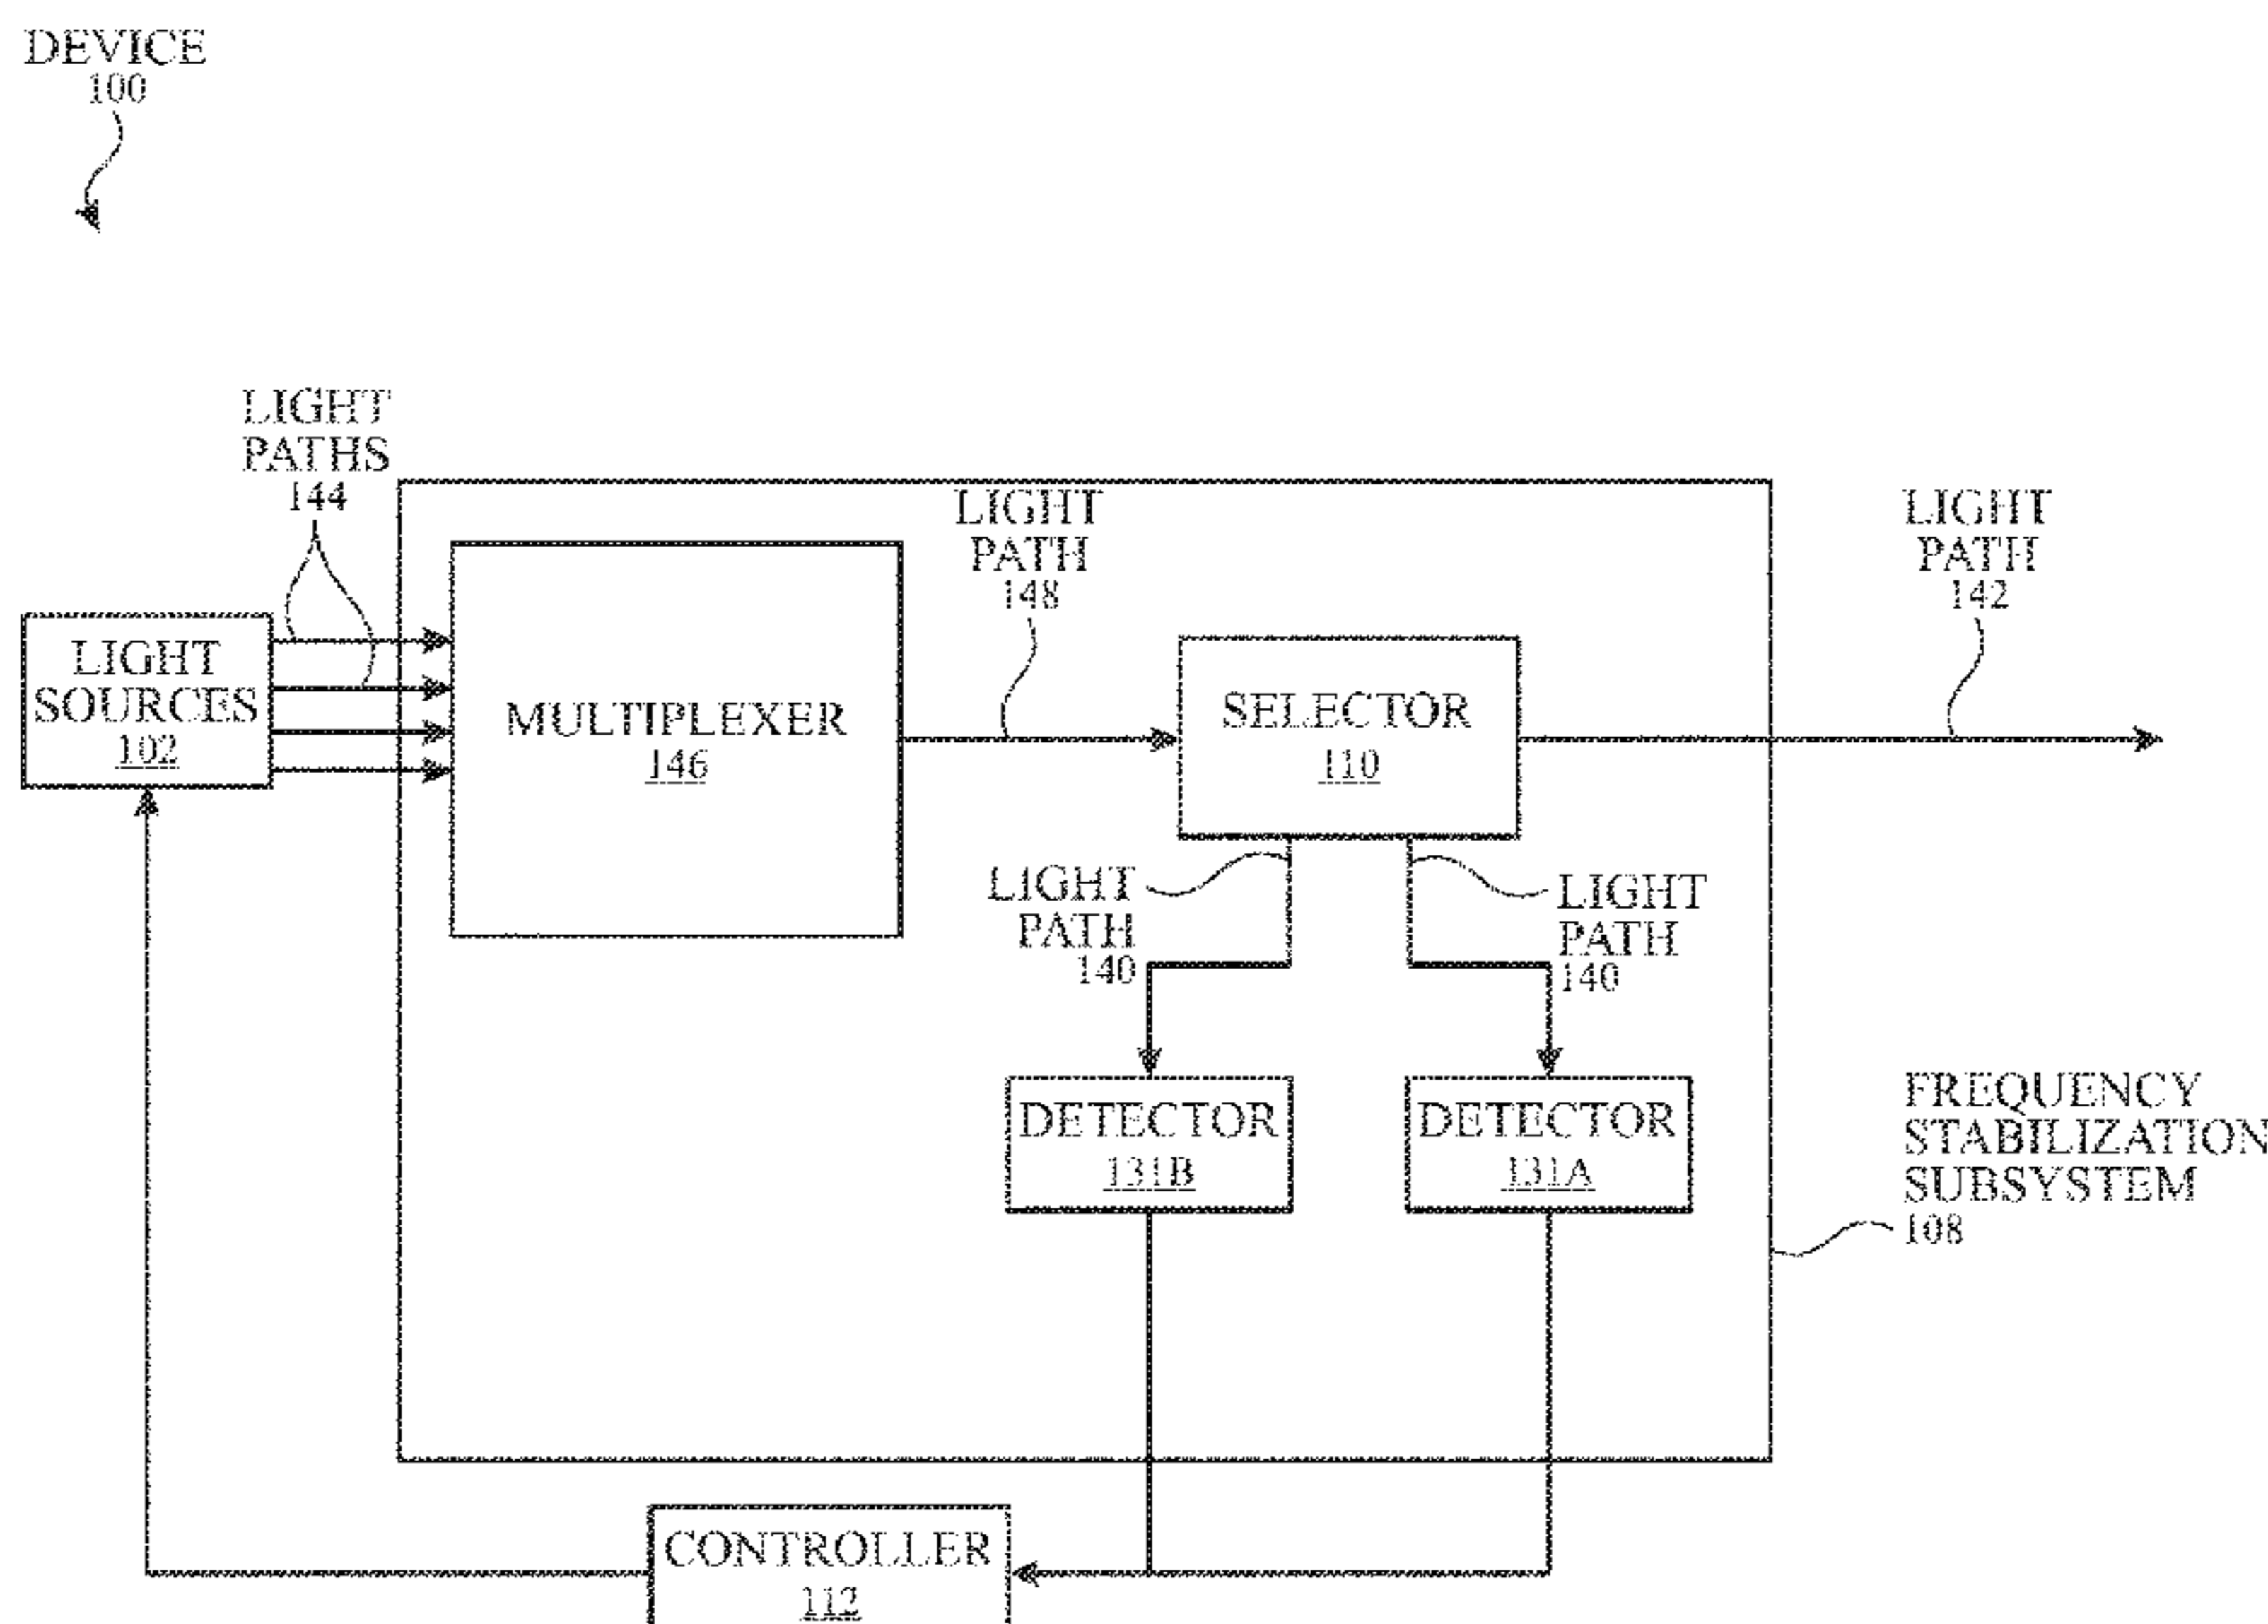 DEVICE
100
LIGHT
PATHS
144
LIGHT
PATH
148
LIGHT
PATH
142
LIGHT
SOURCES
102
MULTIPLEXER
146
SELECTOR
110
LIGHT
PATH
140
LIGHT
PATH
140
DETECTOR
131B
DETECTOR
131A
FREQUENCY
STABILIZATION
SUBSYSTEM
108
CONTROLLER
112